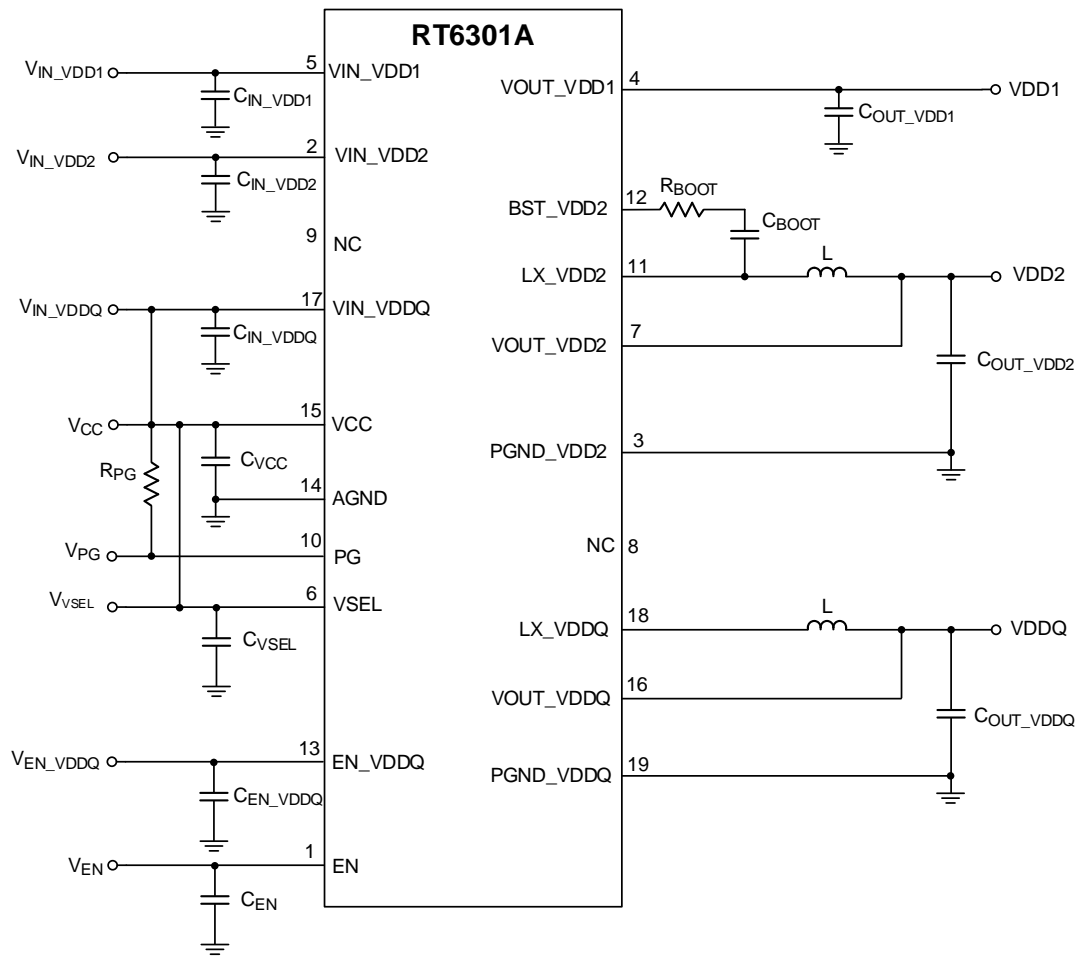 RT6301A
V_IN_VDD1 5 VIN_VDD1
C_IN_VDD1
V_IN_VDD2 2 VIN_VDD2
C_IN_VDD2
9 NC
V_IN_VDDQ 17 VIN_VDDQ
C_IN_VDDQ
V_CC 15 VCC
C_VCC
R_PG
14 AGND
V_PG 10 PG
V_VSEL 6 VSEL
C_VSEL
V_EN_VDDQ 13 EN_VDDQ
C_EN_VDDQ
V_EN 1 EN
C_EN
VOUT_VDD1 4 VDD1
C_OUT_VDD1
BST_VDD2 12 R_BOOT
C_BOOT
LX_VDD2 11 L VDD2
VOUT_VDD2 7
C_OUT_VDD2
PGND_VDD2 3
NC 8
LX_VDDQ 18 L VDDQ
VOUT_VDDQ 16
C_OUT_VDDQ
PGND_VDDQ 19